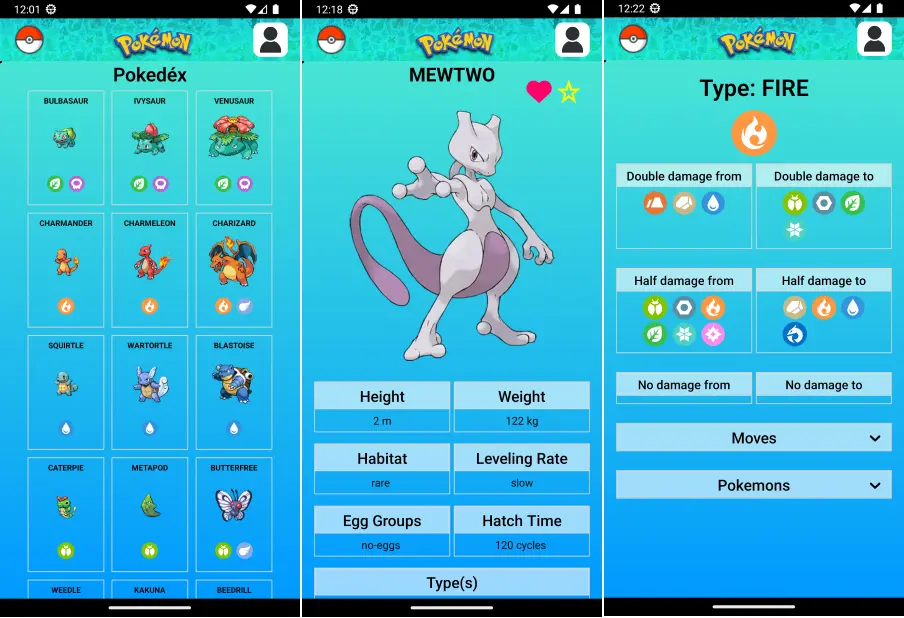 12:01
POKéMON
Pokedéx
BULBASAUR
IVYSAUR
VENUSAUR
CHARMANDER
CHARMELEON
CHARIZARD
SQUIRTLE
WARTORTLE
BLASTOISE
CATERPIE
METAPOD
BUTTERFREE
WEEDLE
KAKUNA
BEEDRILL
12:18
POKéMON
MEWTWO
Height
Weight
2 m
122 kg
Habitat
Leveling Rate
rare
slow
Egg Groups
Hatch Time
no-eggs
120 cycles
Type(s)
12:22
POKéMON
Type: FIRE
Double damage from
Double damage to
Half damage from
Half damage to
No damage from
No damage to
Moves
Pokemons